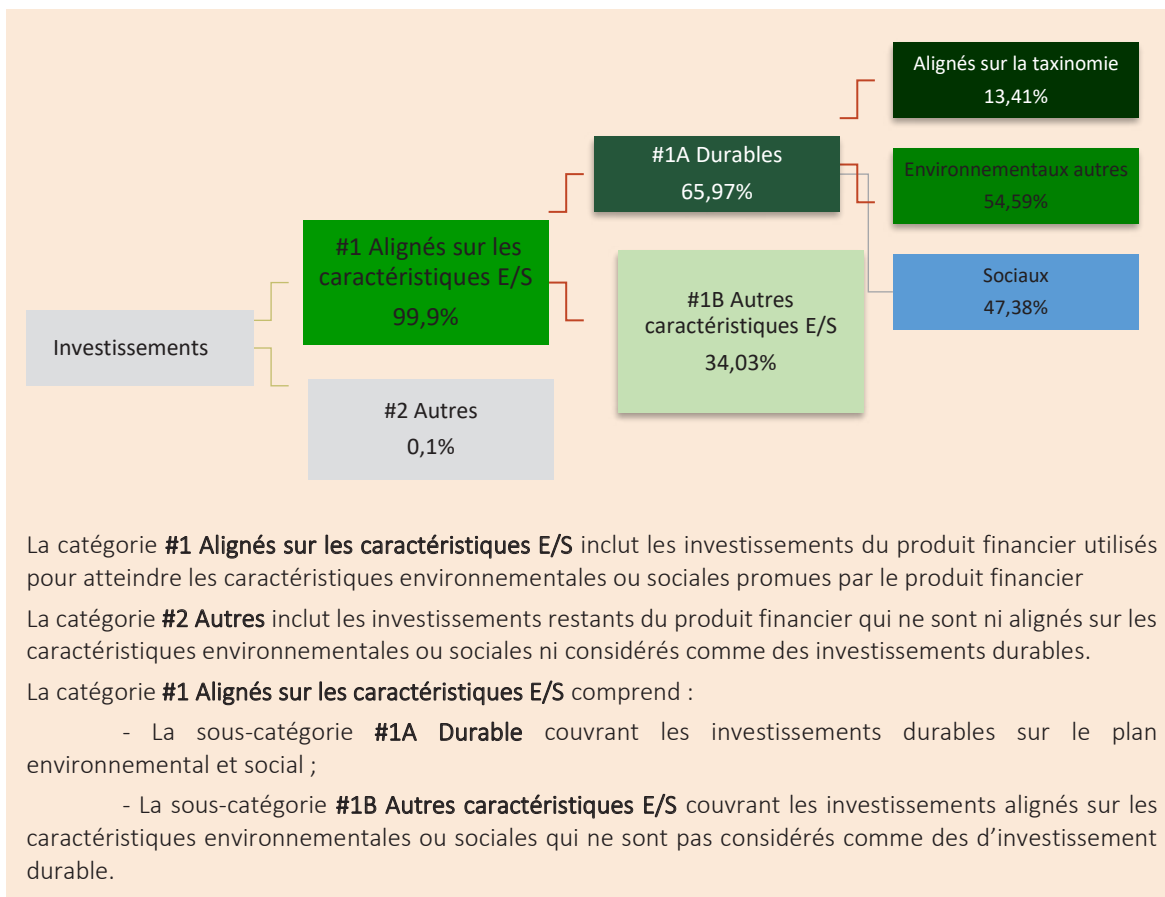 Alignés sur la taxinomie
13,41%
#1A Durables
65,97%
Environnementaux autres
54,59%
#1 Alignés sur les
caractéristiques E/S
99,9%
Sociaux
47,38%
#1B Autres
caractéristiques E/S
34,03%
Investissements
#2 Autres
0,1%
La catégorie #1 Alignés sur les caractéristiques E/S inclut les investissements du produit financier utilisés
pour atteindre les caractéristiques environnementales ou sociales promues par le produit financier
La catégorie #2 Autres inclut les investissements restants du produit financier qui ne sont ni alignés sur les
caractéristiques environnementales ou sociales ni considérés comme des investissements durables.
La catégorie #1 Alignés sur les caractéristiques E/S comprend :
- La sous-catégorie #1A Durable couvrant les investissements durables sur le plan
environnemental et social ;
- La sous-catégorie #1B Autres caractéristiques E/S couvrant les investissements alignés sur les
caractéristiques environnementales ou sociales qui ne sont pas considérés comme des d’investissement
durable.